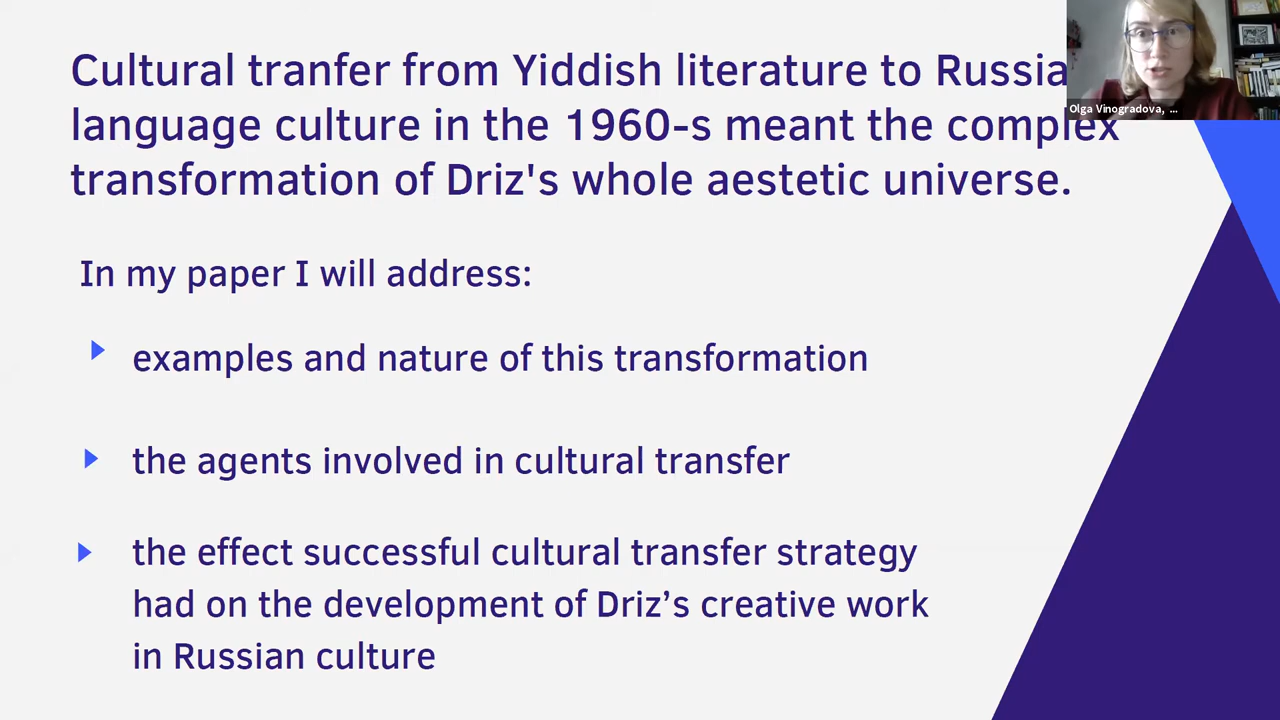 Cultural tranfer from Yiddish literature to Russia
language culture in the 1960-s meant the complex
transformation of Driz's whole aestetic universe.
Olga Vinogradova, ...
In my paper I will address:
examples and nature of this transformation
the agents involved in cultural transfer
the effect successful cultural transfer strategy
had on the development of Driz’s creative work
in Russian culture